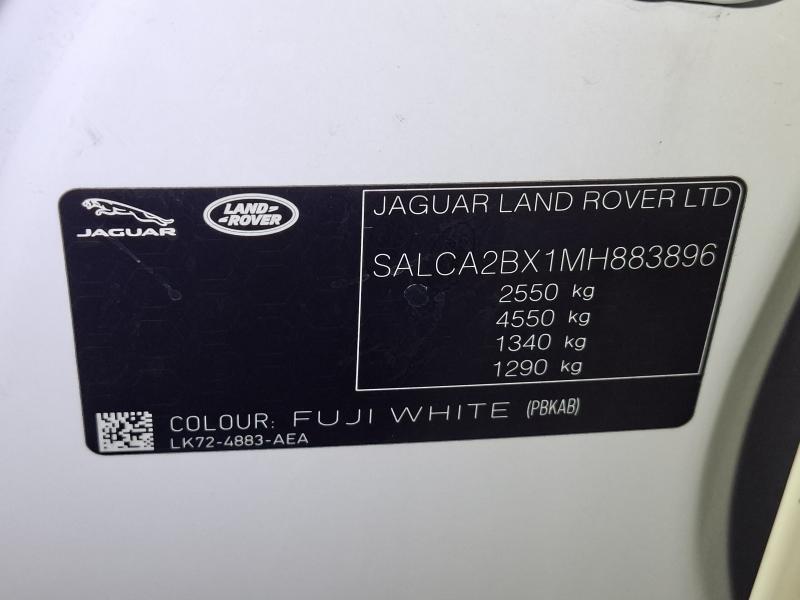 JAGUAR
LAND-
-ROVER
JAGUAR LAND ROVER LTD
SALCA2BX1MH883896
2550 kg
4550 kg
1340 kg
1290 kg
COLOUR: FUJI WHITE (PBKAB)
LK72-4883-AEA